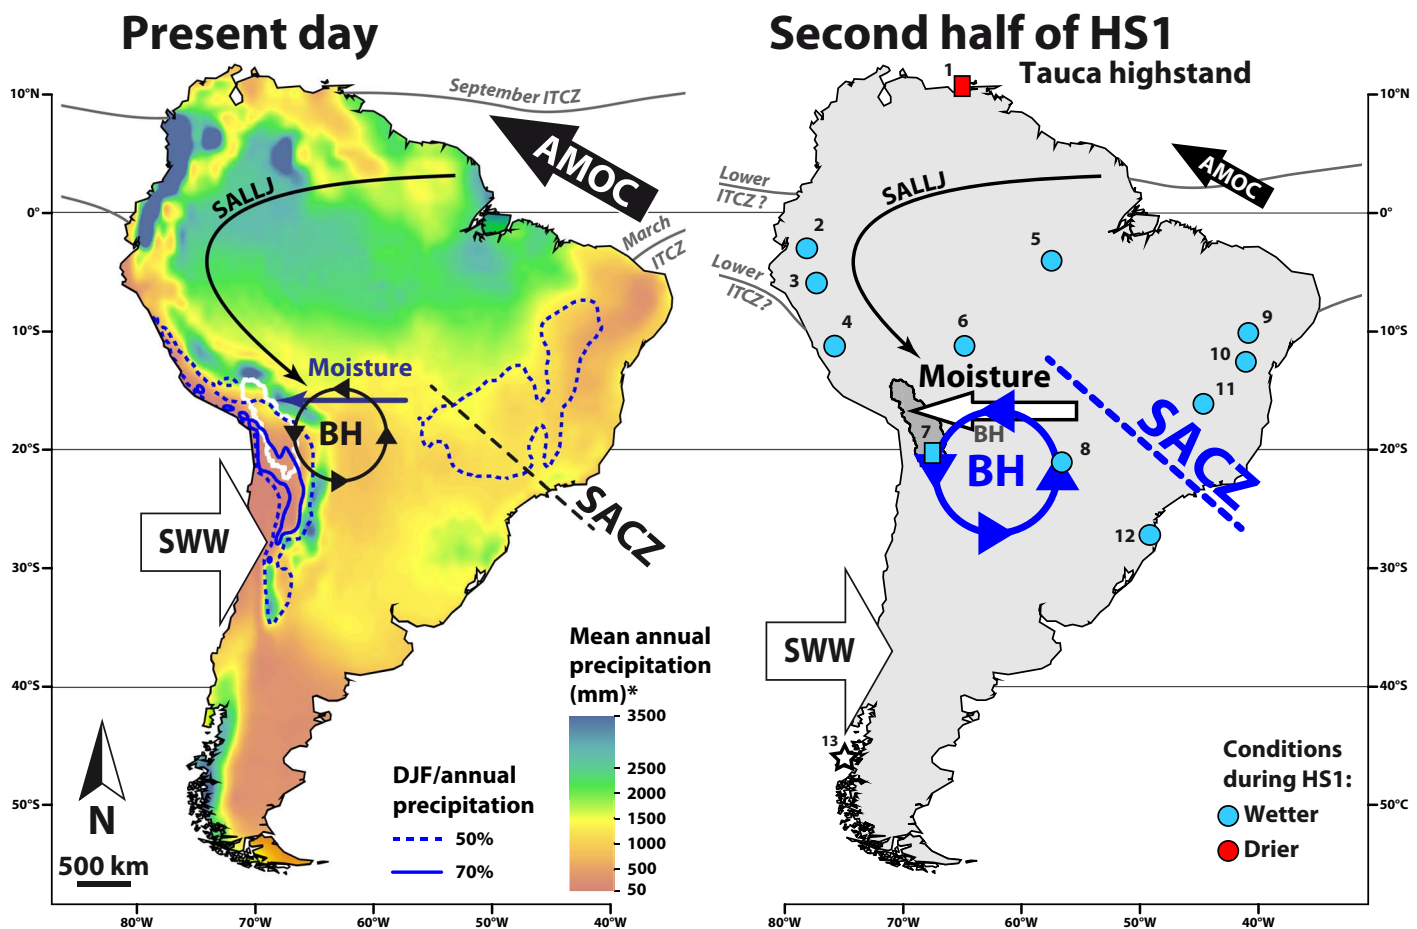 Present day
Second half of HS1
Tauca highstand
10°N
0°
10°S
20°S
30°S
40°S
50°S
80°W
70°W
60°W
50°W
40°W
September ITCZ
AMOC
SALLJ
March
ITCZ
Moisture
BH
SACZ
SWW
N
500 km
DJF/annual
precipitation
50%
70%
Mean annual
precipitation
(mm)*
3500
2500
2000
1500
1000
500
50
1
AMOC
Lower
ITCZ ?
SALLJ
2
3
Lower
ITCZ?
4
5
6
9
10
11
Moisture
7
BH
BH
8
SACZ
12
SWW
13
Conditions
during HS1:
Wetter
Drier
10°N
0°
10°S
20°S
30°S
40°S
50°C
80°W
70°W
60°W
50°W
40°W